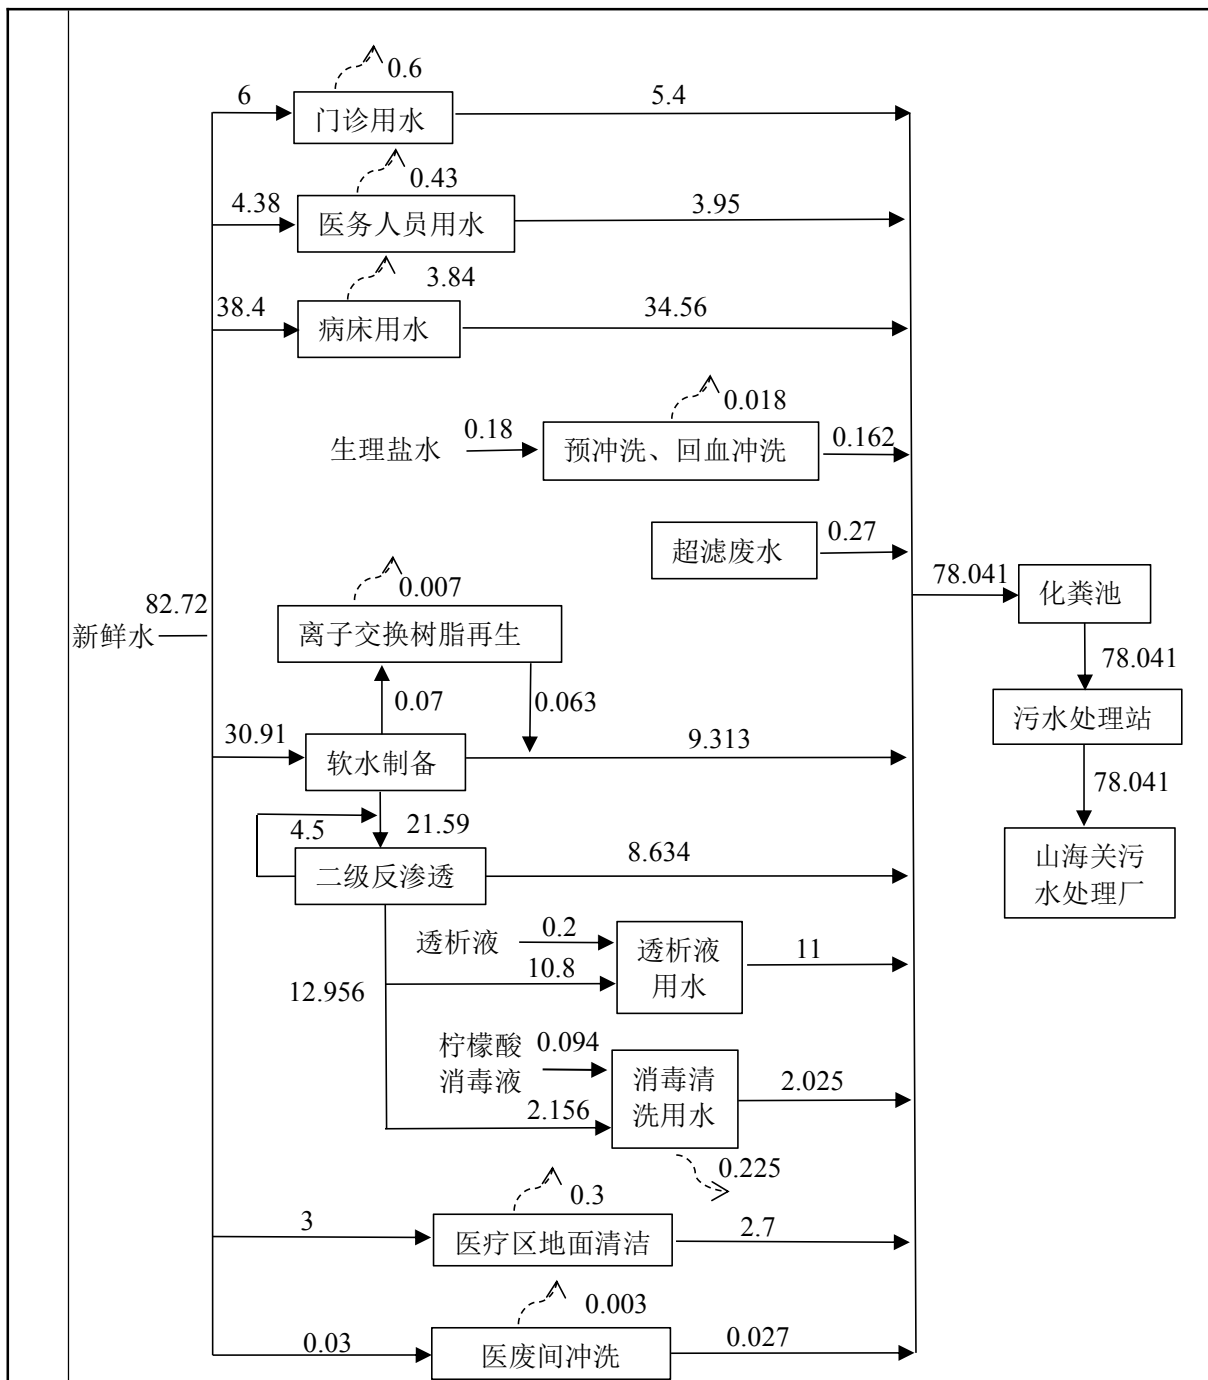 0.6
6
门诊用水
5.4
0.43
4.38
医务人员用水
3.95
3.84
38.4
病床用水
34.56
0.018
生理盐水
0.18
预冲洗、回血冲洗
0.162
超滤废水
0.27
0.007
新鲜水
82.72
离子交换树脂再生
78.041
化粪池
0.07
0.063
78.041
污水处理站
30.91
软水制备
9.313
78.041
4.5
21.59
二级反渗透
8.634
山海关污
水处理厂
透析液
0.2
透析液
用水
11
12.956
10.8
柠檬酸
消毒液
0.094
消毒清
洗用水
2.025
2.156
0.225
0.3
3
医疗区地面清洁
2.7
0.003
0.03
医废间冲洗
0.027